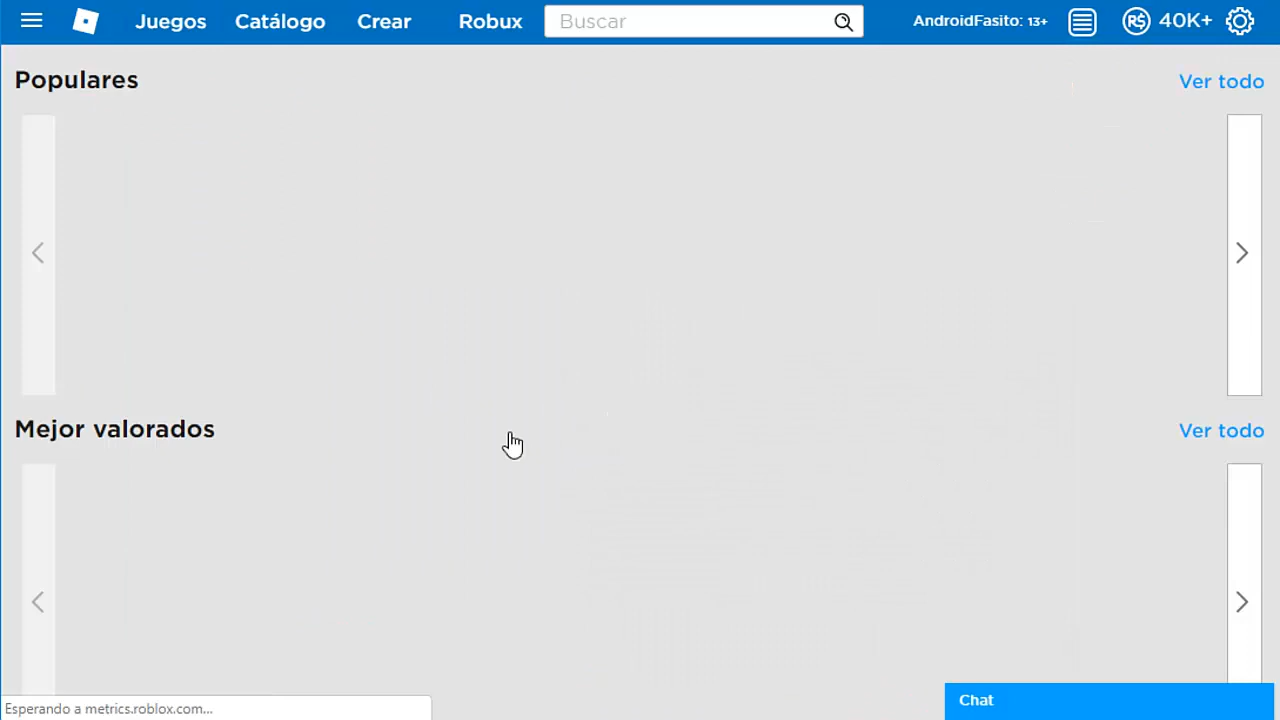 Juegos Catálogo Crear Robux Buscar AndroidFasito: 13+ R$ 40K+
Populares Ver todo
Mejor valorados Ver todo
Esperando a metrics.roblox.com...
Chat